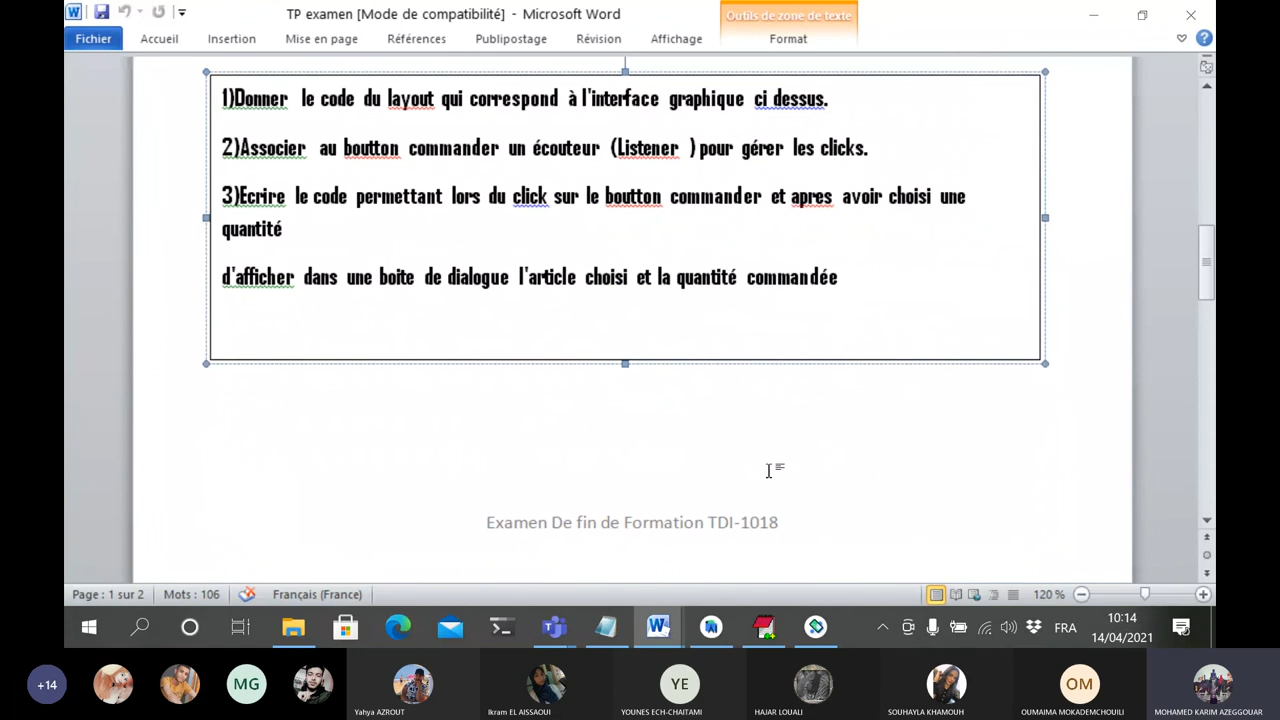 TP examen [Mode de compatibilité] - Microsoft Word
Outils de zone de texte
Fichier Accueil Insertion Mise en page Références Publipostage Révision Affichage Format
1)Donner le code du layout qui correspond à l'interface graphique ci dessus.
2)Associer au boutton commander un écouteur (Listener ) pour gérer les clicks.
3)Ecrire le code permettant lors du click sur le boutton commander et apres avoir choisi une
quantité
d'afficher dans une boite de dialogue l'article choisi et la quantité commandée
Examen De fin de Formation TDI-1018
Page : 1 sur 2 Mots : 106 Français (France) 120 %
FRA
10:14
14/04/2021
+14 MG YE OM
Yahya AZROUT Ikram EL AISSAOUI YOUNES ECH-CHAITAMI HAJAR LOUALI SOUHAYLA KHAMOUH OUMAIMA MOKADEMCHOUILI MOHAMED KARIM AZEGGOUAR